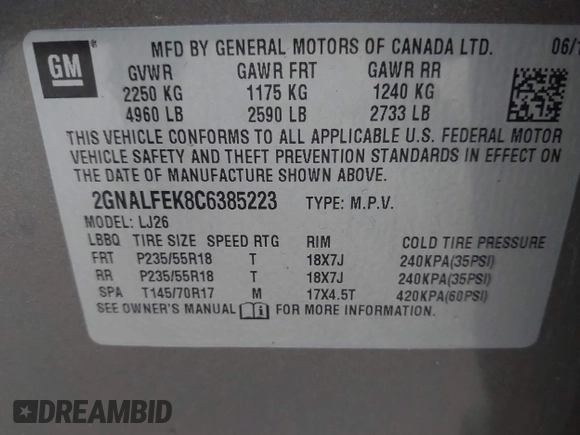 GM MFD BY GENERAL MOTORS OF CANADA LTD.
GVWR GAWR FRT GAWR RR
2250 KG 1175 KG 1240 KG
4960 LB 2590 LB 2733 LB
THIS VEHICLE CONFORMS TO ALL APPLICABLE U.S. FEDERAL MOTOR
VEHICLE SAFETY AND THEFT PREVENTION STANDARDS IN EFFECT ON
THE DATE OF MANUFACTURE SHOWN ABOVE.
2GNALFEK8C6385223 TYPE: M.P.V.
MODEL: LJ26
LBBQ TIRE SIZE SPEED RTG RIM COLD TIRE PRESSURE
FRT P235/55R18 T 18X7J 240KPA(35PSI)
RR P235/55R18 T 18X7J 240KPA(35PSI)
SPA T145/70R17 M 17X4.5T 420KPA(60PSI)
SEE OWNER'S MANUAL FOR MORE INFORMATION.
DREAMBID